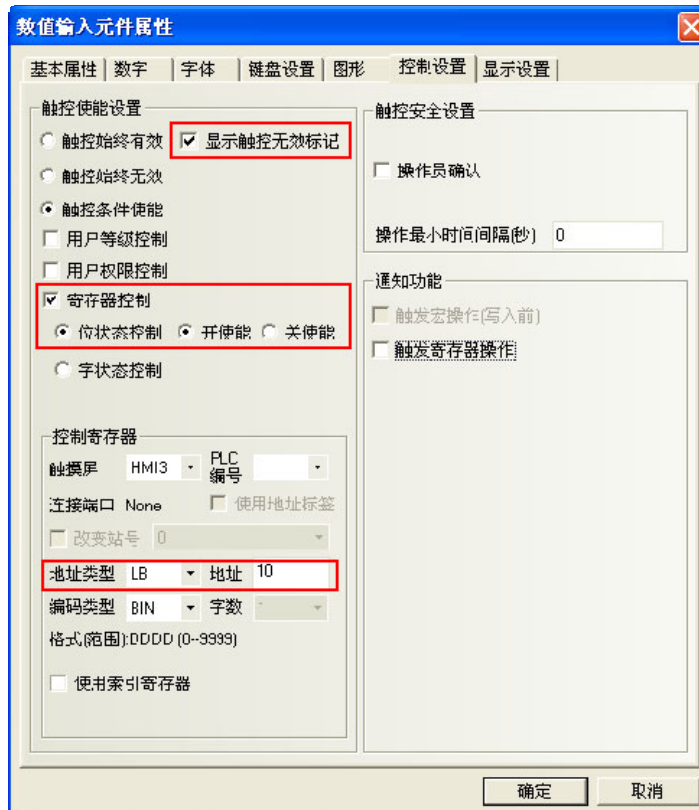 数值输入元件属性
基本属性 数字 字体 键盘设置 图形 控制设置 显示设置
触控使能设置
触控始终有效 显示触控无效标记
触控始终无效
触控条件使能
用户等级控制
用户权限控制
寄存器控制
位状态控制 开使能 关使能
字状态控制
控制寄存器
触摸屏 HMI3 PLC编号
连接端口 None 使用地址标签
改变站号 0
地址类型 LB 地址 10
编码类型 BIN 字数
格式(范围):DDDD (0--9999)
使用索引寄存器
触控安全设置
操作员确认
操作最小时间间隔(秒) 0
通知功能
触发宏操作(写入前)
触发寄存器操作
确定 取消